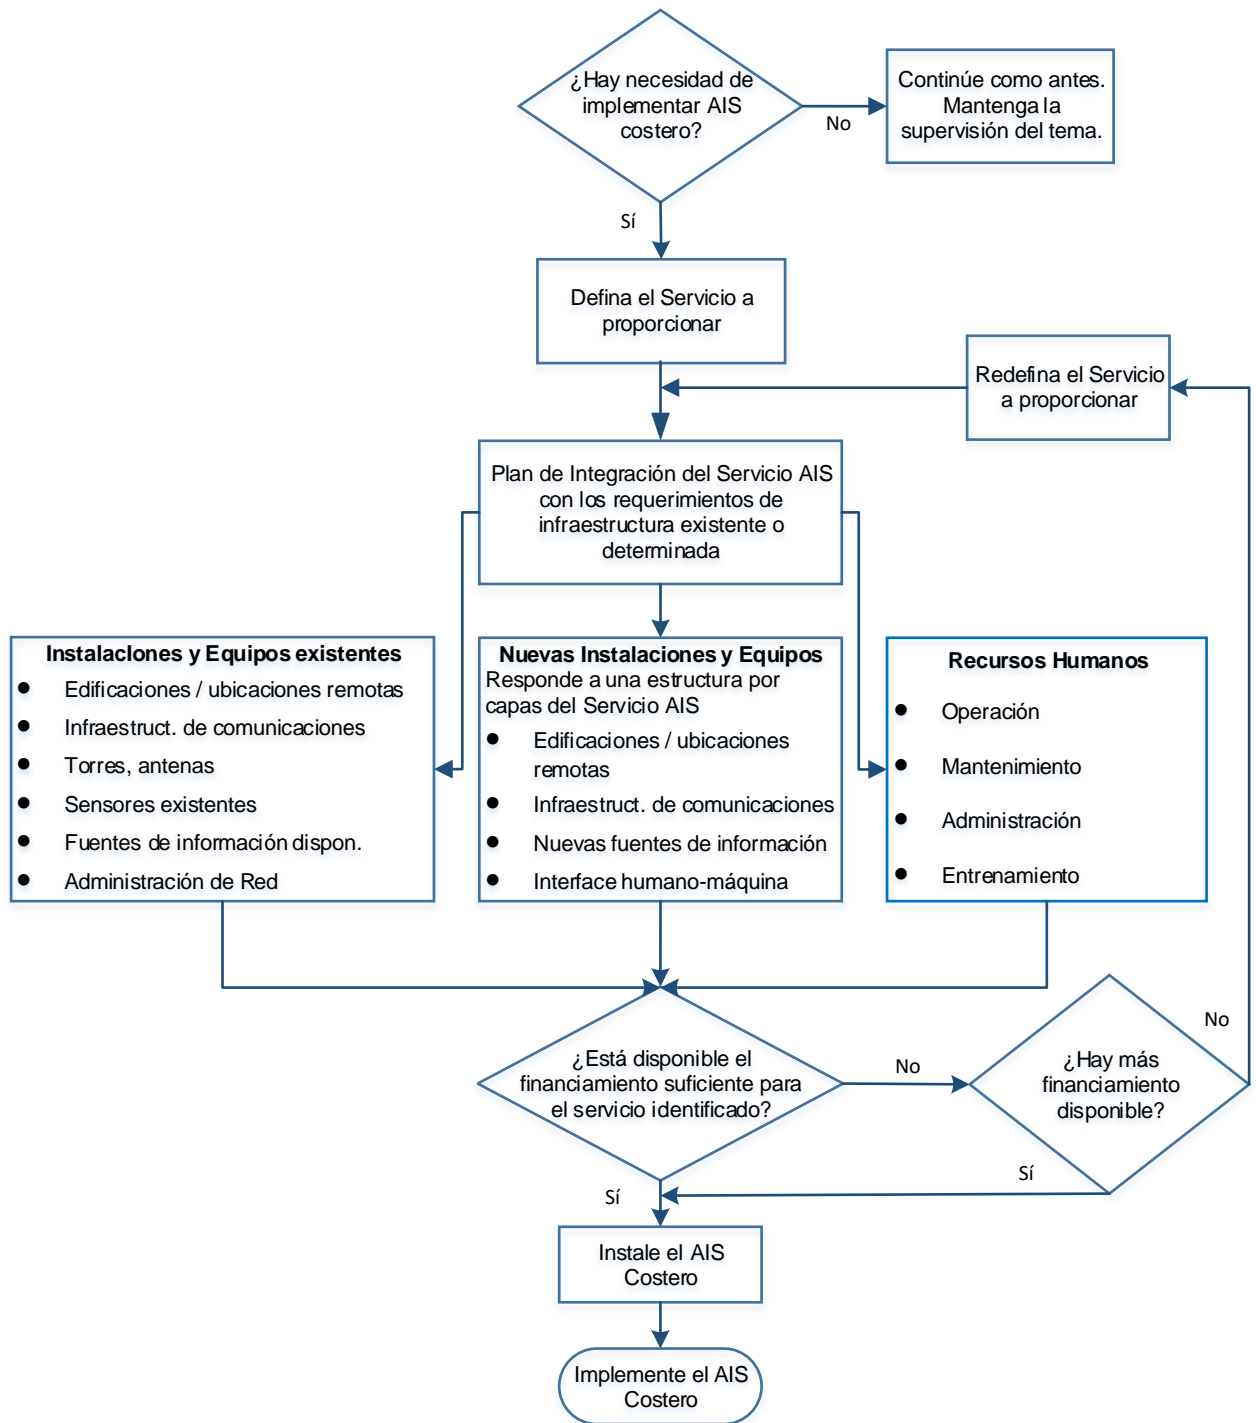 ¿Hay necesidad de
implementar AIS
costero?
No
Continúe como antes.
Mantenga la
supervisión del tema.
Sí
Defina el Servicio a
proporcionar
Redefina el Servicio
a proporcionar
Plan de Integración del Servicio AIS
con los requerimientos de
infraestructura existente o
determinada
Instalaclones y Equipos existentes
● Edificaciones / ubicaciones remotas
● Infraestruct. de comunicaciones
● Torres, antenas
● Sensores existentes
● Fuentes de información dispon.
● Administración de Red
Nuevas Instalaciones y Equipos
Responde a una estructura por
capas del Servicio AIS
● Edificaciones / ubicaciones
remotas
● Infraestruct. de comunicaciones
● Nuevas fuentes de información
● Interface humano-máquina
Recursos Humanos
● Operación
● Mantenimiento
● Administración
● Entrenamiento
¿Está disponible el
financiamiento suficiente para
el servicio identificado?
No
¿Hay más
financiamiento
disponible?
No
Sí
Sí
Instale el AIS
Costero
Implemente el AIS
Costero